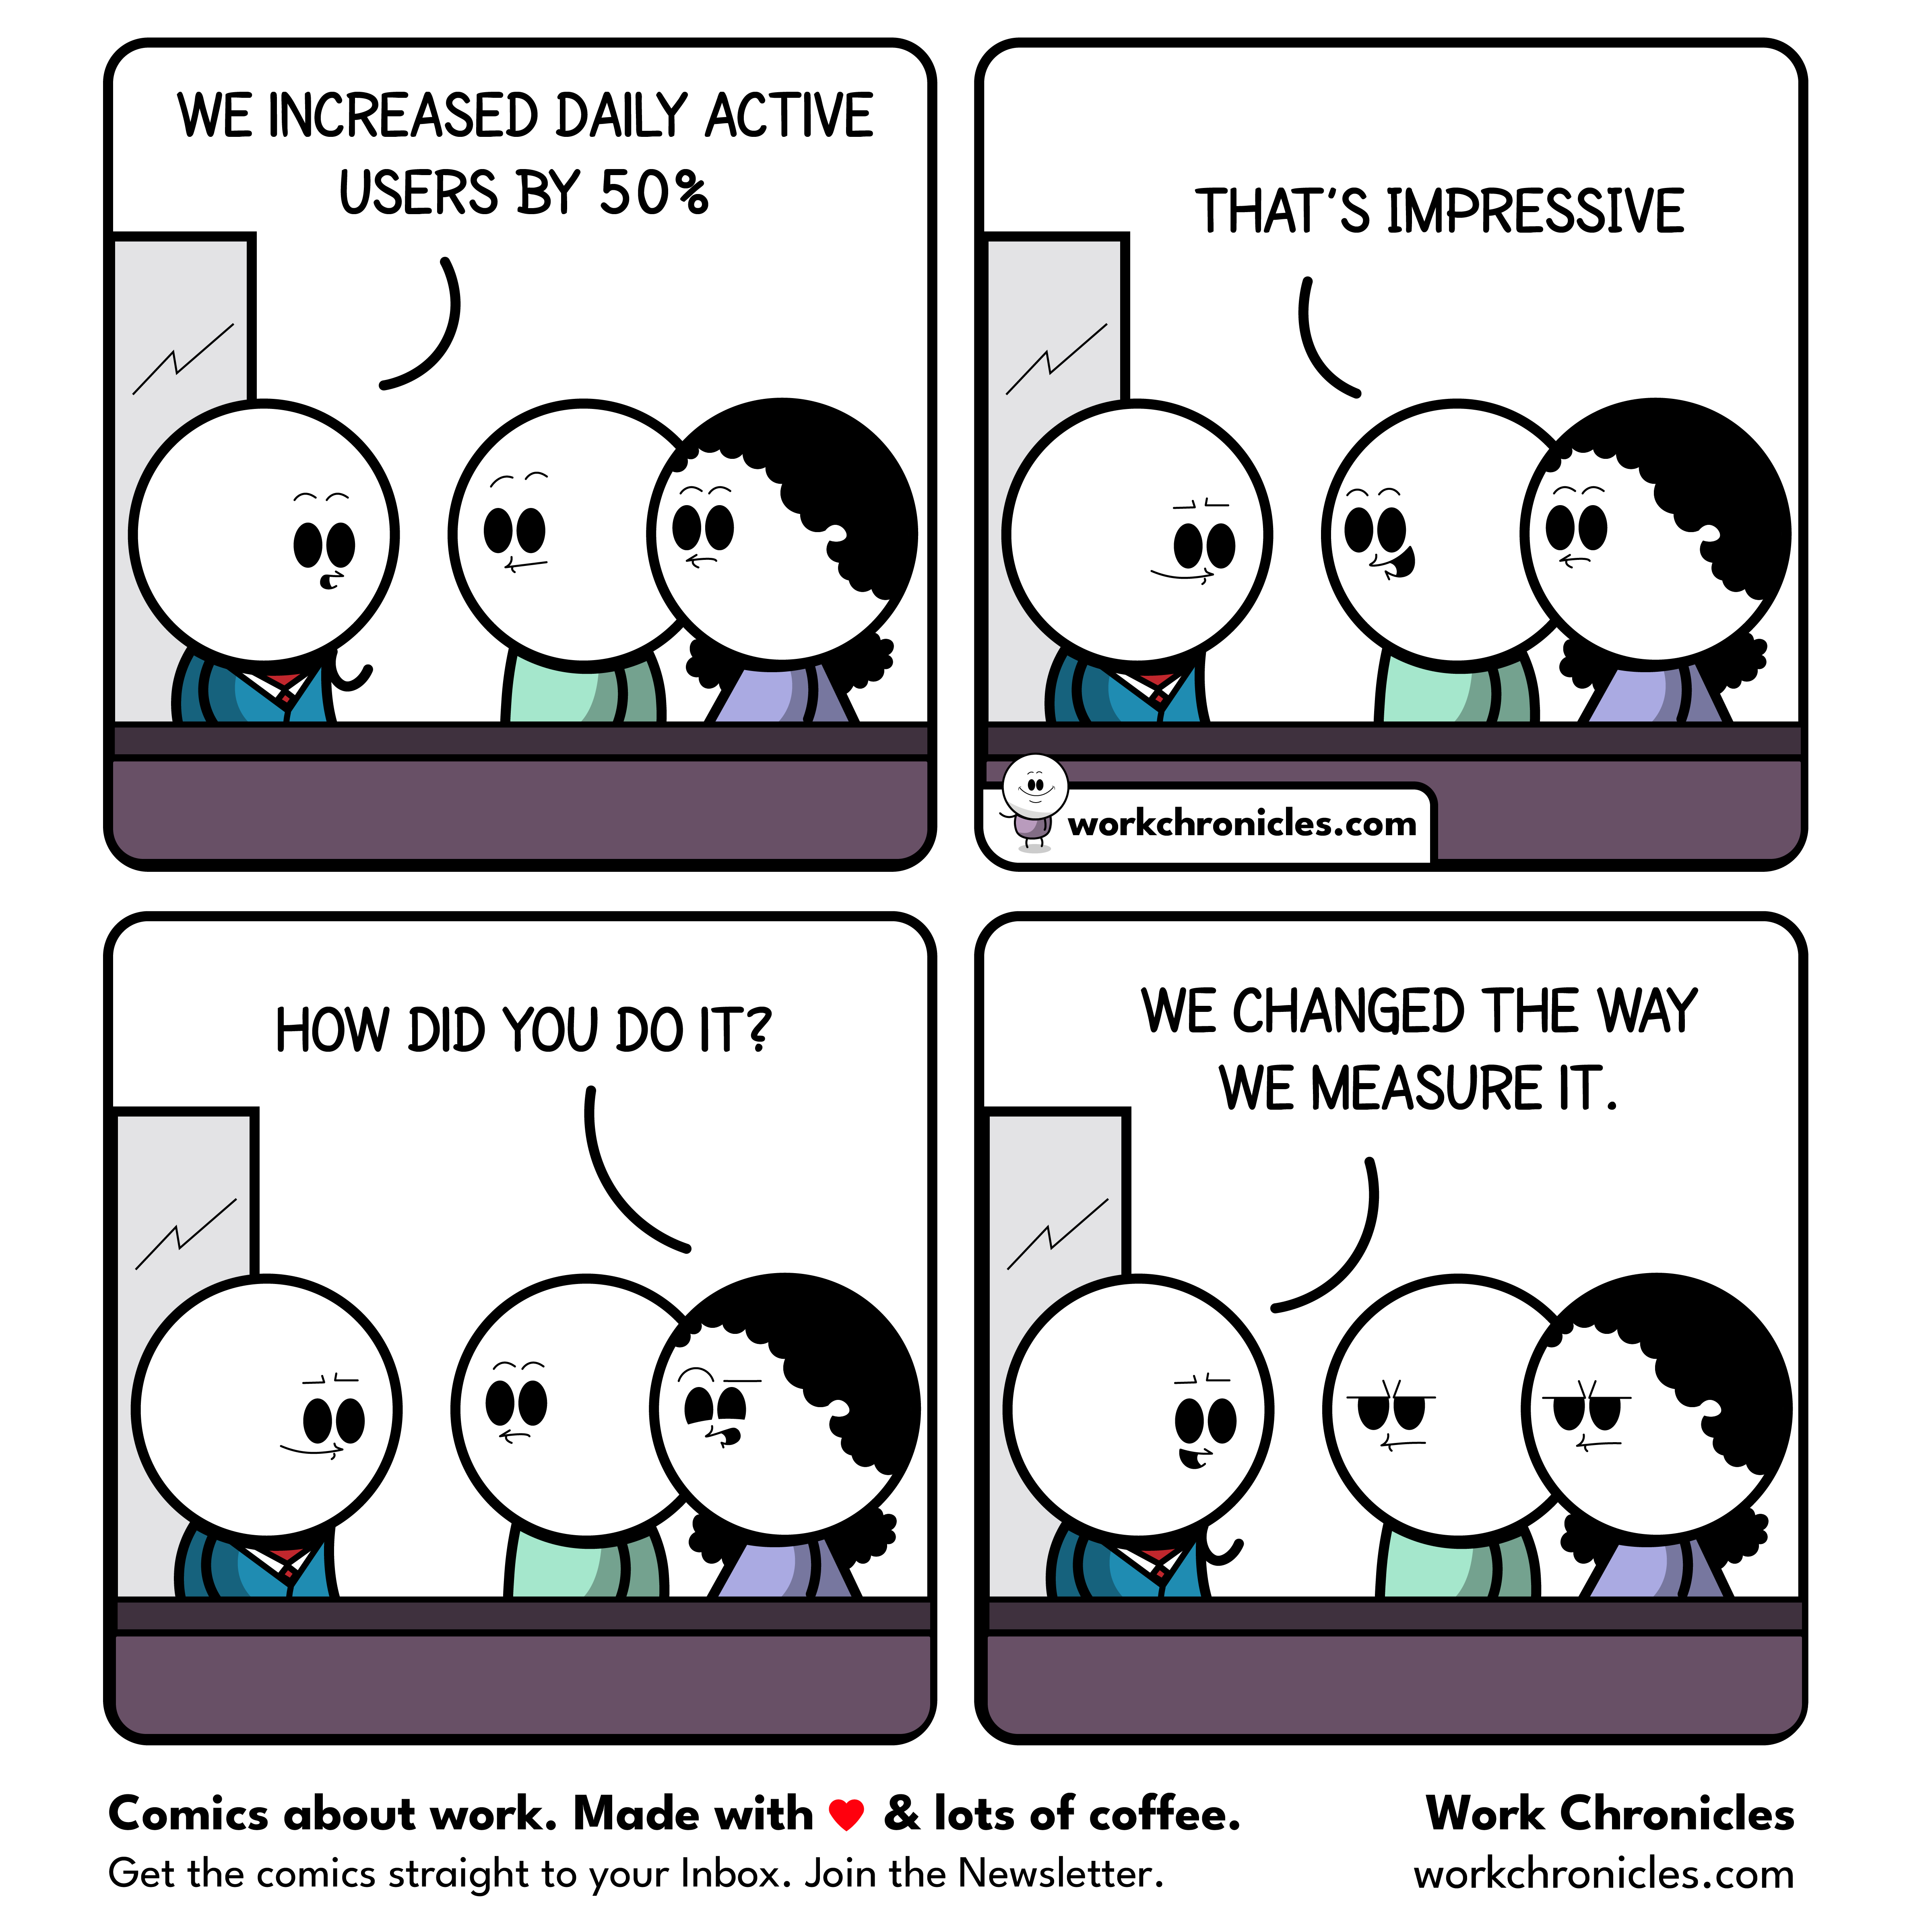 WE INCREASED DAILY ACTIVE
USERS BY 50%
THAT'S IMPRESSIVE
workchronicles.com
HOW DID YOU DO IT?
WE CHANGED THE WAY
WE MEASURE IT.
Comics about work. Made with ❤ & lots of coffee.
Get the comics straight to your Inbox. Join the Newsletter.
Work Chronicles
workchronicles.com